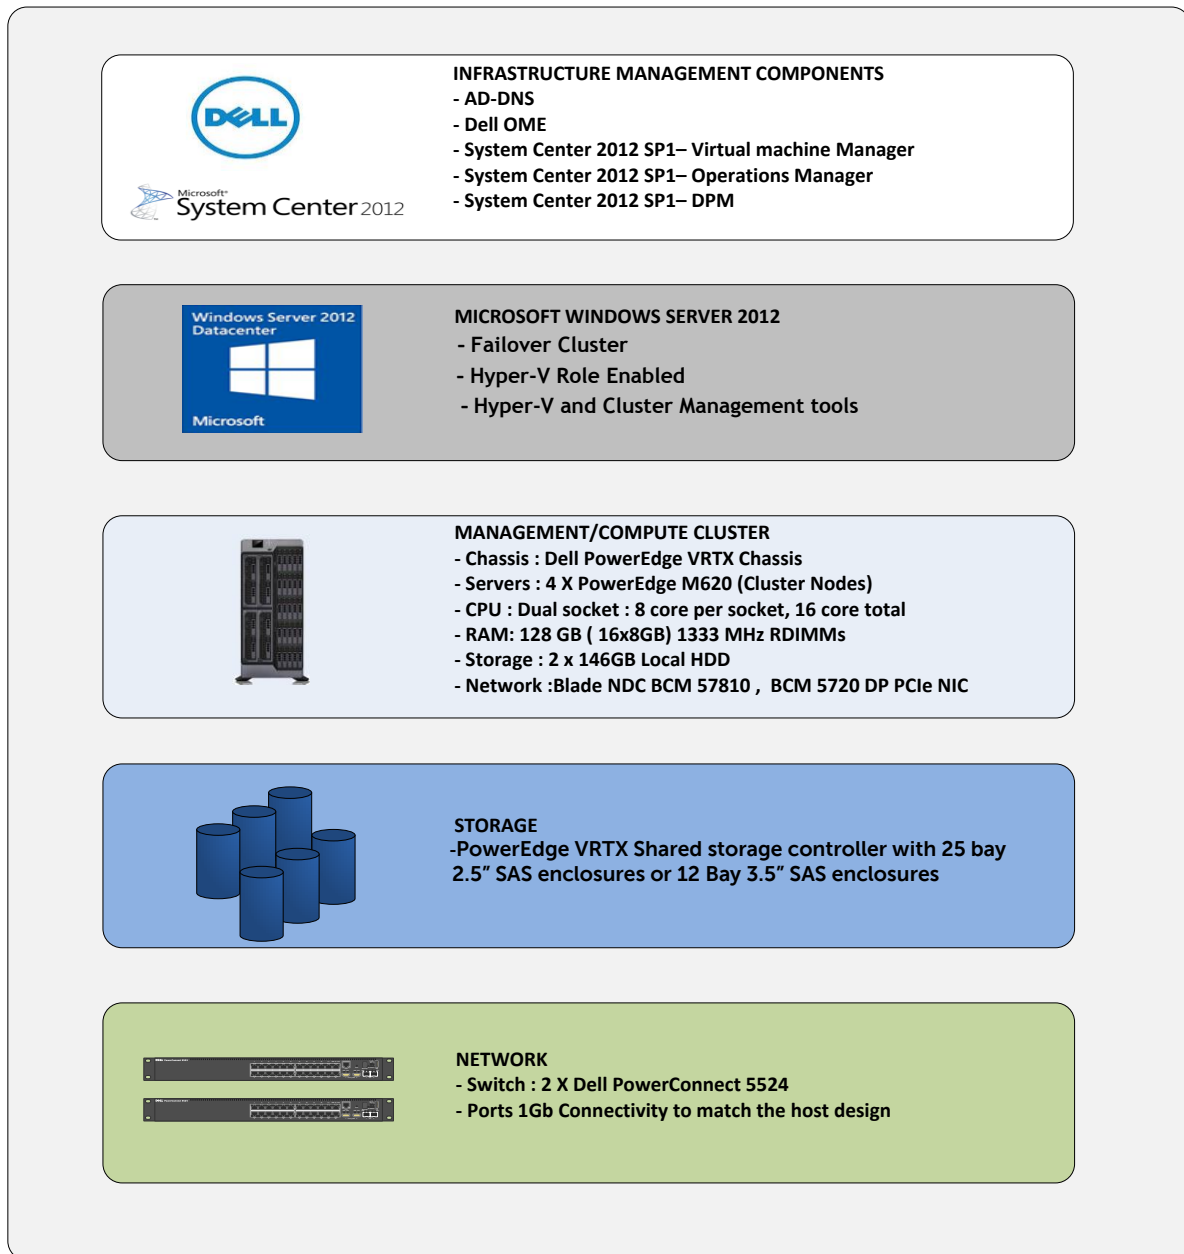 DELL
Microsoft®
System Center 2012
INFRASTRUCTURE MANAGEMENT COMPONENTS
- AD-DNS
- Dell OME
- System Center 2012 SP1– Virtual machine Manager
- System Center 2012 SP1– Operations Manager
- System Center 2012 SP1– DPM
Windows Server 2012
Datacenter
Microsoft
MICROSOFT WINDOWS SERVER 2012
- Failover Cluster
- Hyper-V Role Enabled
- Hyper-V and Cluster Management tools
MANAGEMENT/COMPUTE CLUSTER
- Chassis : Dell PowerEdge VRTX Chassis
- Servers : 4 X PowerEdge M620 (Cluster Nodes)
- CPU : Dual socket : 8 core per socket, 16 core total
- RAM: 128 GB ( 16x8GB) 1333 MHz RDIMMs
- Storage : 2 x 146GB Local HDD
- Network :Blade NDC BCM 57810 , BCM 5720 DP PCIe NIC
STORAGE
-PowerEdge VRTX Shared storage controller with 25 bay
2.5” SAS enclosures or 12 Bay 3.5” SAS enclosures
NETWORK
- Switch : 2 X Dell PowerConnect 5524
- Ports 1Gb Connectivity to match the host design